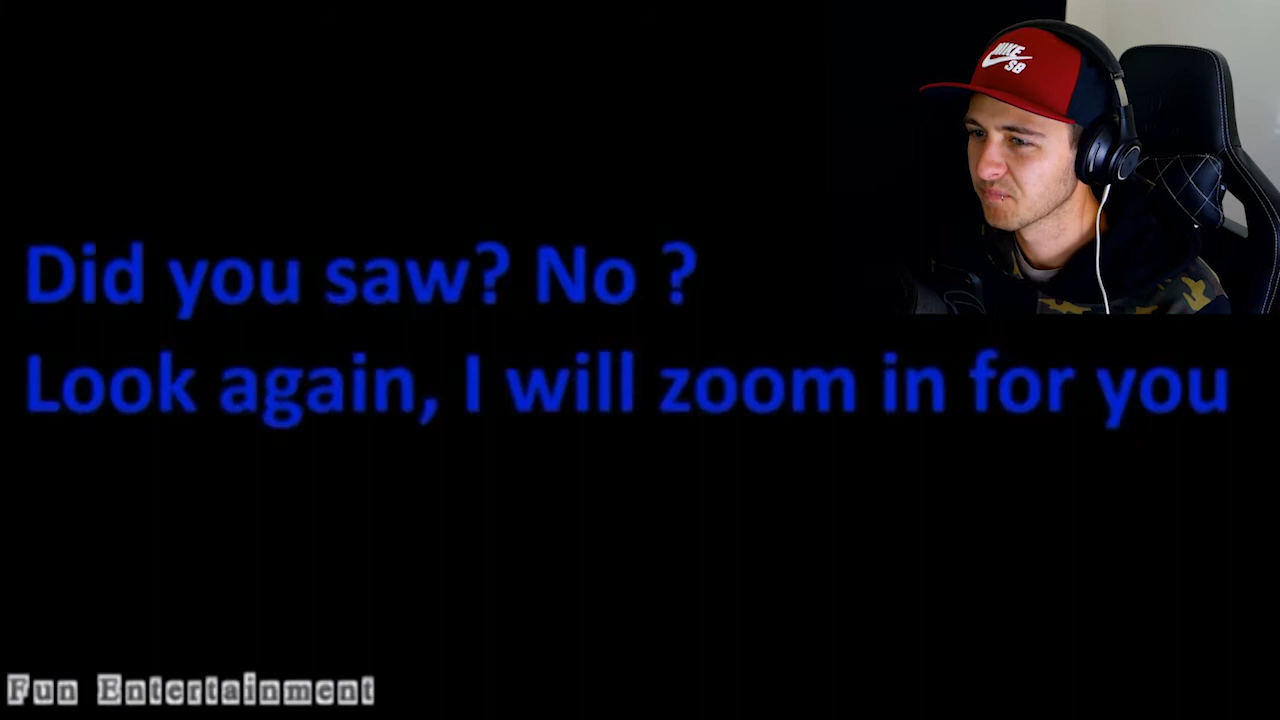 NIKE
SB
Did you saw? No ?
Look again, I will zoom in for you
Fun Entertainment